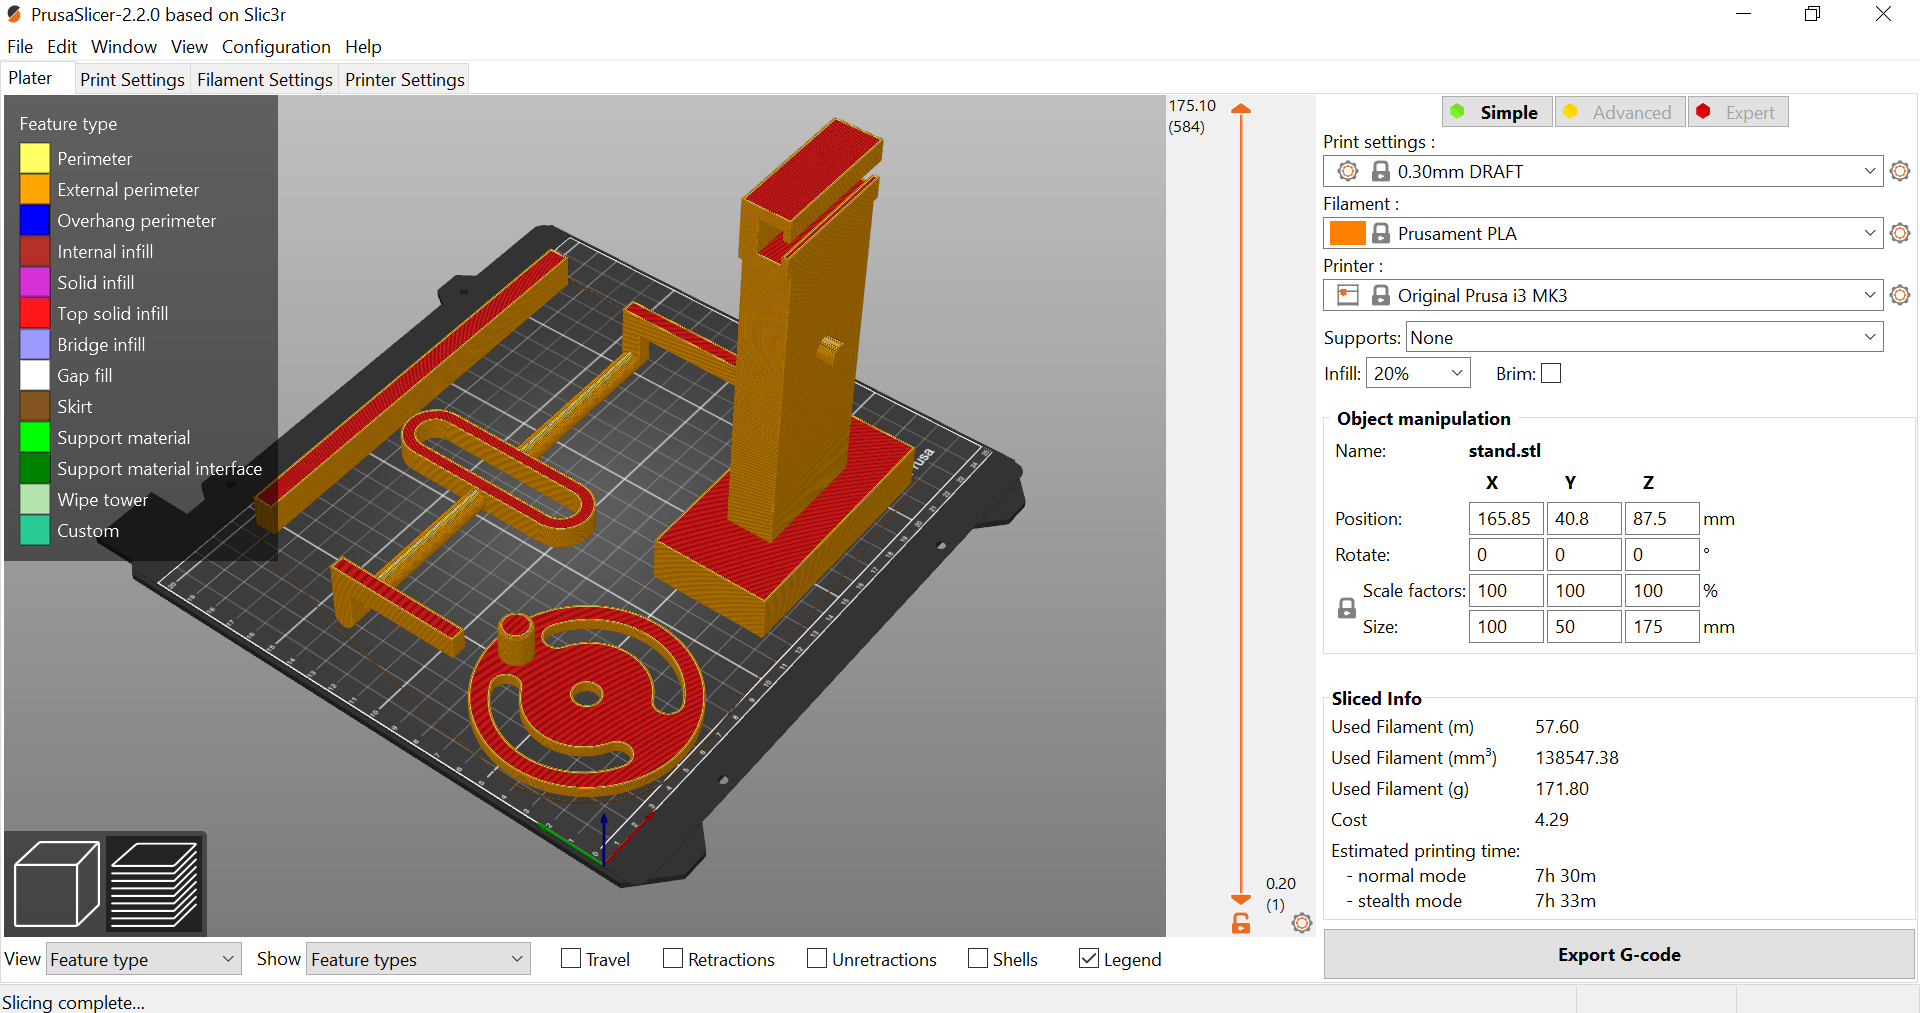 PrusaSlicer-2.2.0 based on Slic3r
File Edit Window View Configuration Help
Plater Print Settings Filament Settings Printer Settings
Feature type
Perimeter
External perimeter
Overhang perimeter
Internal infill
Solid infill
Top solid infill
Bridge infill
Gap fill
Skirt
Support material
Support material interface
Wipe tower
Custom
175.10
(584)
0.20
(1)
Simple Advanced Expert
Print settings :
0.30mm DRAFT
Filament :
Prusament PLA
Printer :
Original Prusa i3 MK3
Supports: None
Infill: 20% Brim:
Object manipulation
Name: stand.stl
X Y Z
Position: 165.85 40.8 87.5 mm
Rotate: 0 0 0 °
Scale factors: 100 100 100 %
Size: 100 50 175 mm
Sliced Info
Used Filament (m) 57.60
Used Filament (mm³) 138547.38
Used Filament (g) 171.80
Cost 4.29
Estimated printing time:
- normal mode 7h 30m
- stealth mode 7h 33m
Export G-code
View Feature type Show Feature types Travel Retractions Unretractions Shells Legend
Slicing complete...